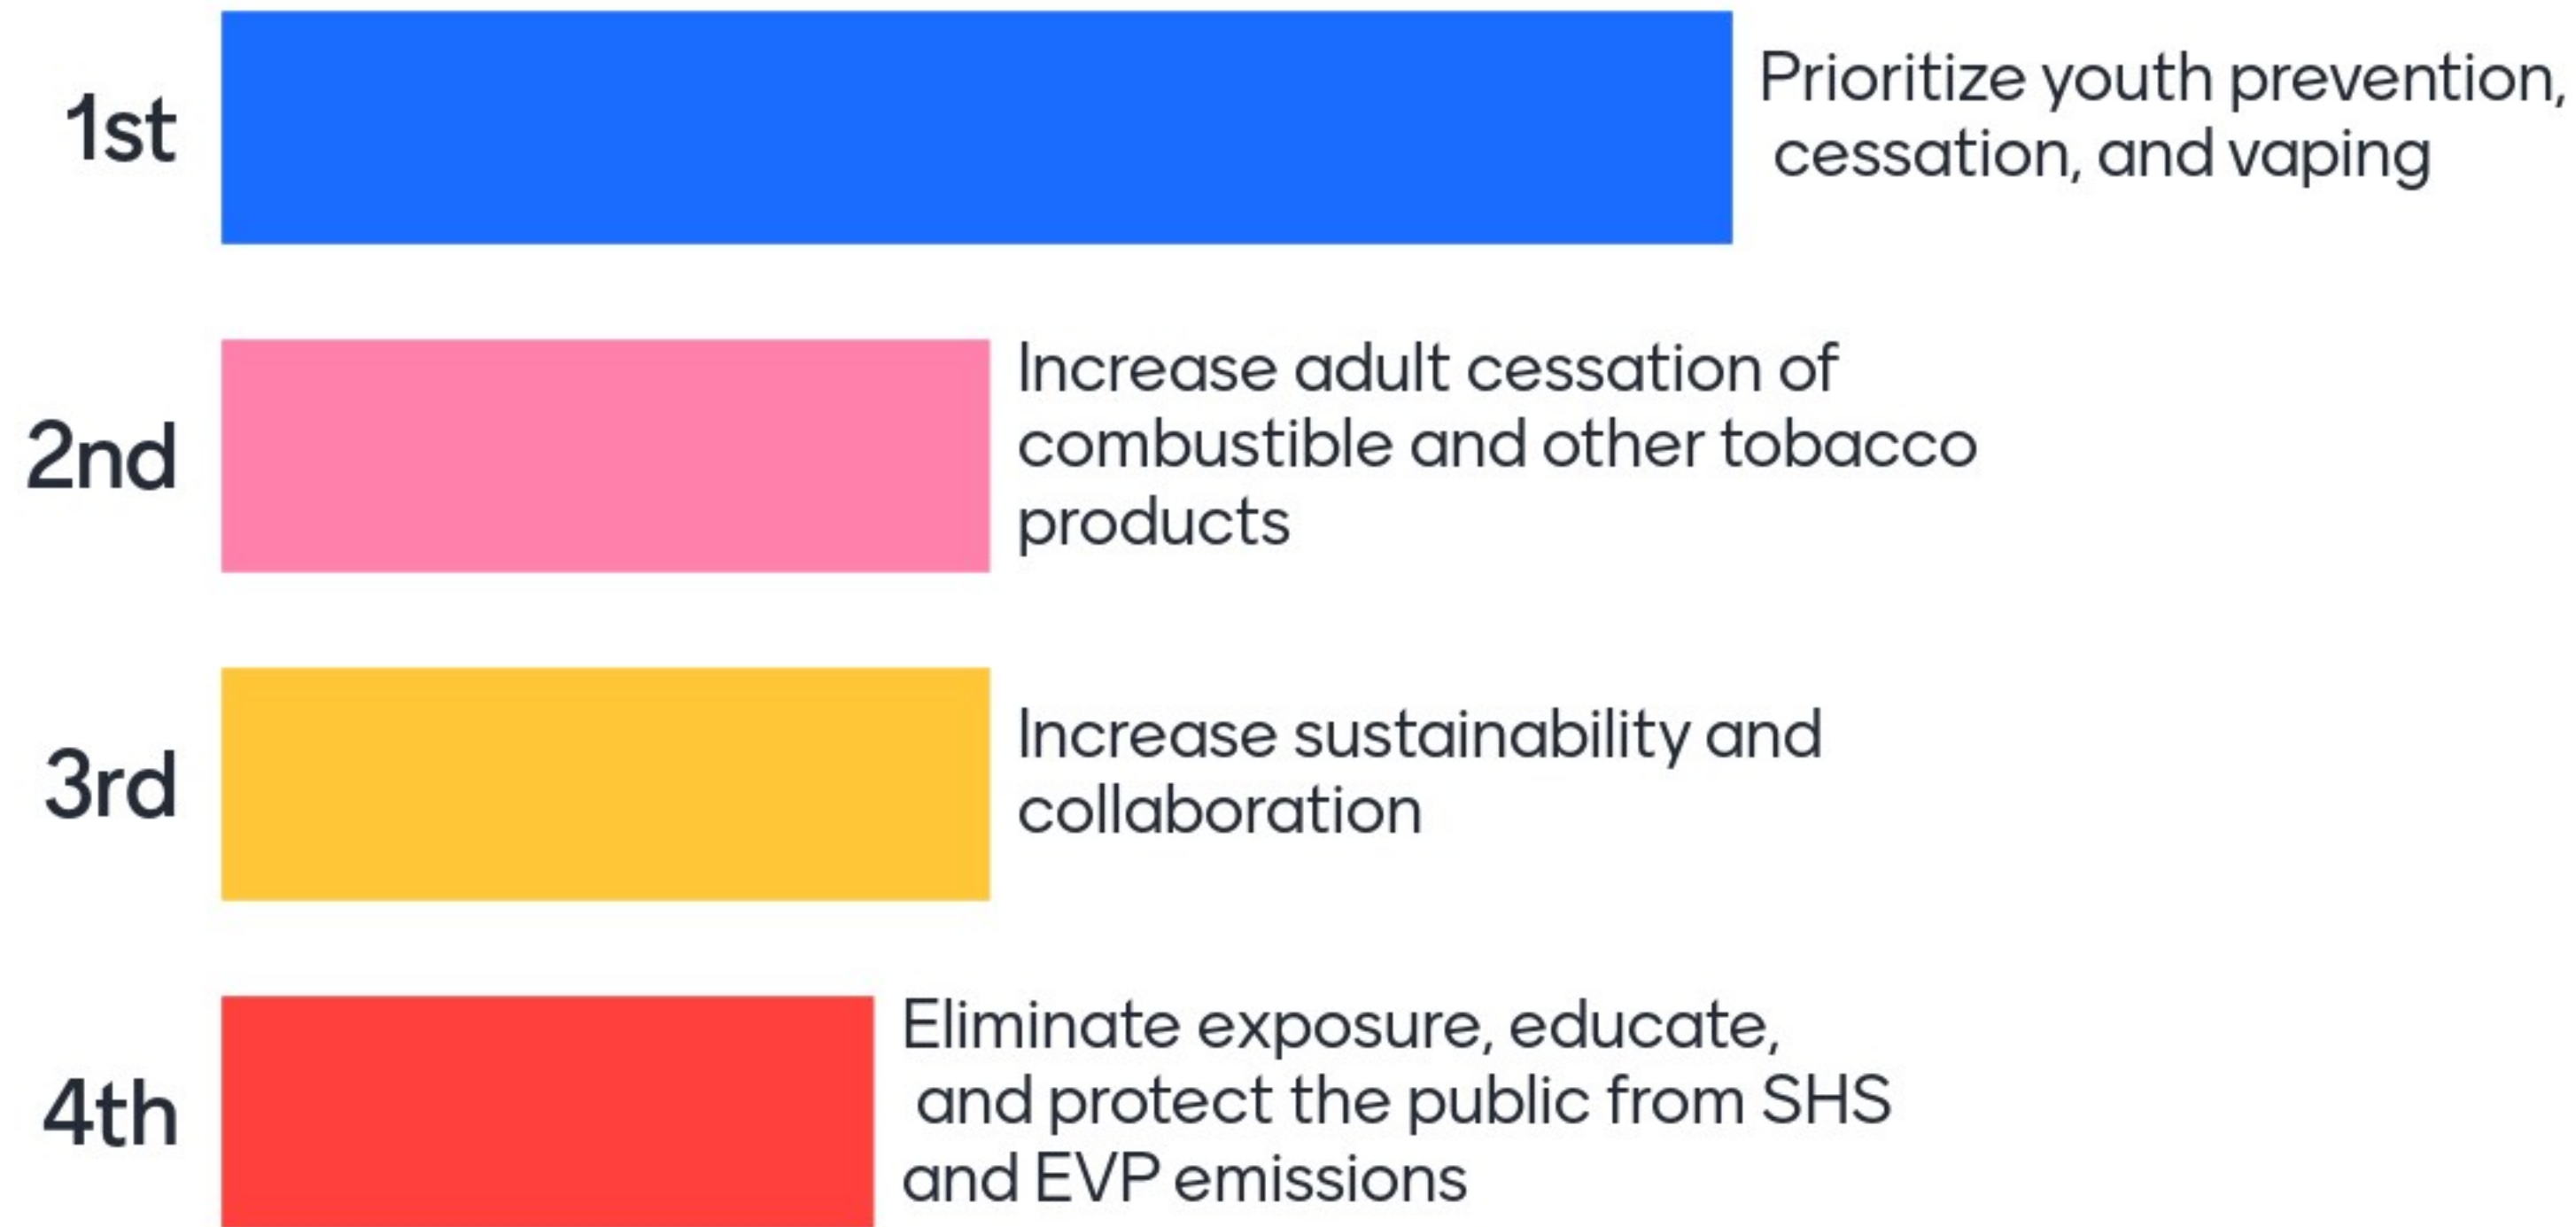 1st
Prioritize youth prevention,
cessation, and vaping
2nd
Increase adult cessation of
combustible and other tobacco
products
3rd
Increase sustainability and
collaboration
4th
Eliminate exposure, educate,
and protect the public from SHS
and EVP emissions